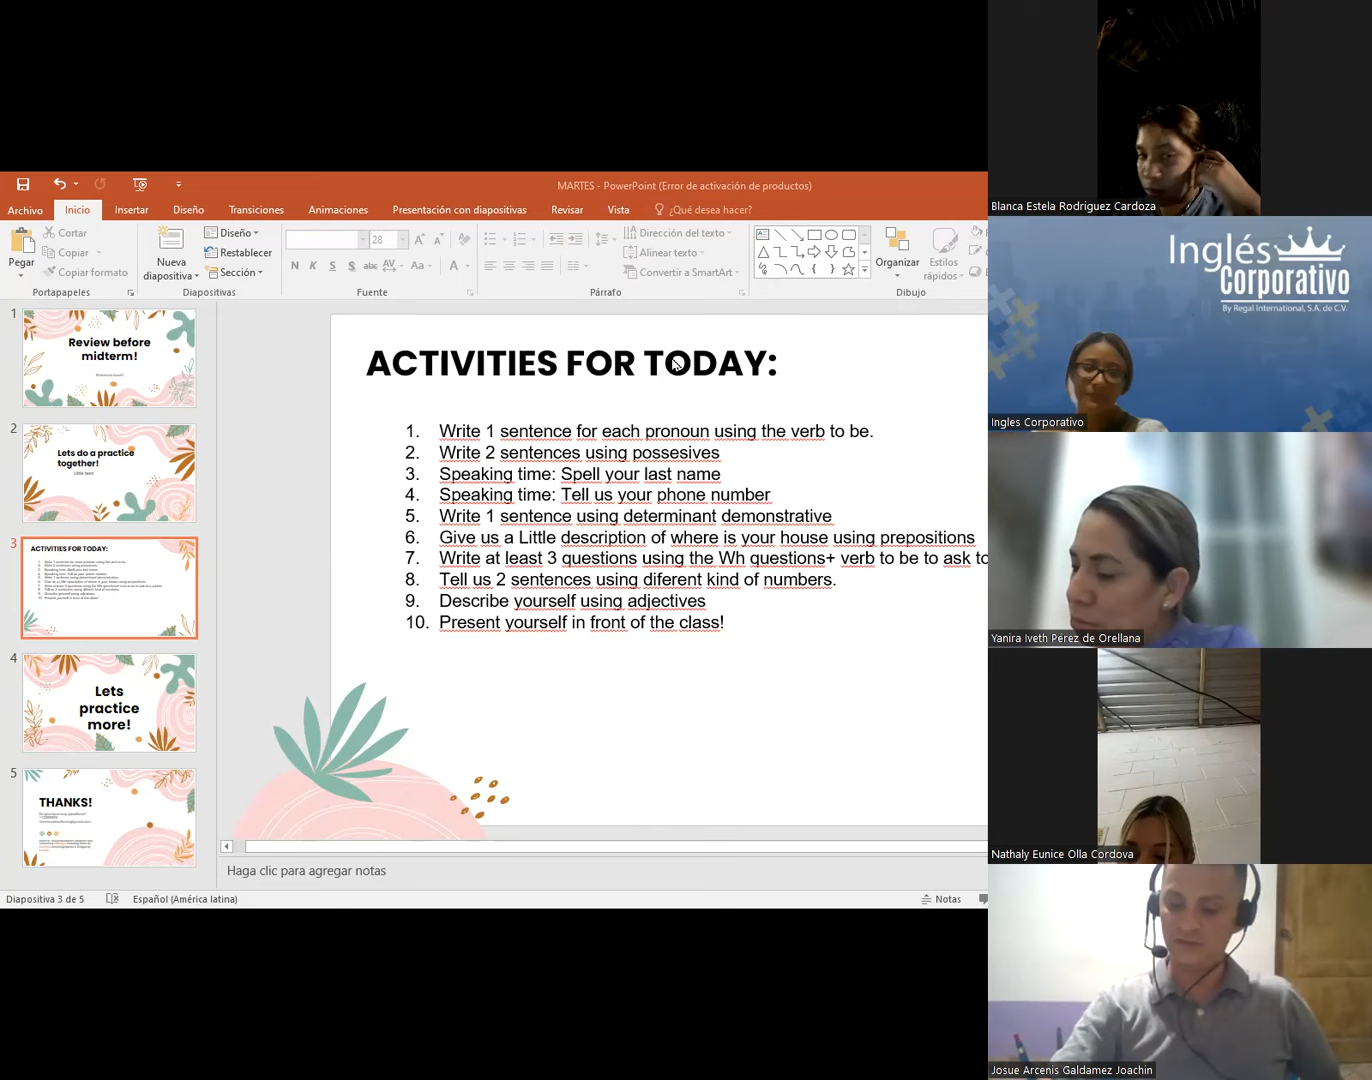 MARTES - PowerPoint (Error de activación de productos)
Archivo Inicio Insertar Diseño Transiciones Animaciones Presentación con diapositivas Revisar Vista ¿Qué desea hacer?
Pegar
Cortar
Copiar
Copiar formato
Portapapeles
Nueva diapositiva
Diseño
Restablecer
Sección
Diapositivas
28
N K S S abc AV Aa A
Fuente
Dirección del texto
Alinear texto
Convertir a SmartArt
Párrafo
Organizar
Estilos rápidos
Dibujo
1
Review before
midterm!
2
Lets do a practice
together!
3
ACTIVITIES FOR TODAY:
4
Lets
practice
more!
5
THANKS!
ACTIVITIES FOR TODAY:
1. Write 1 sentence for each pronoun using the verb to be.
2. Write 2 sentences using possesives
3. Speaking time: Spell your last name
4. Speaking time: Tell us your phone number
5. Write 1 sentence using determinant demonstrative
6. Give us a Little description of where is your house using prepositions
7. Write at least 3 questions using the Wh questions+ verb to be to ask to
8. Tell us 2 sentences using diferent kind of numbers.
9. Describe yourself using adjectives
10. Present yourself in front of the class!
Haga clic para agregar notas
Diapositiva 3 de 5 Español (América latina) Notas
Blanca Estela Rodriguez Cardoza
Inglés
Corporativo
By Regal International, S.A. de C.V.
Ingles Corporativo
Yanira Iveth Pérez de Orellana
Nathaly Eunice Olla Cordova
Josue Arcenis Galdamez Joachin